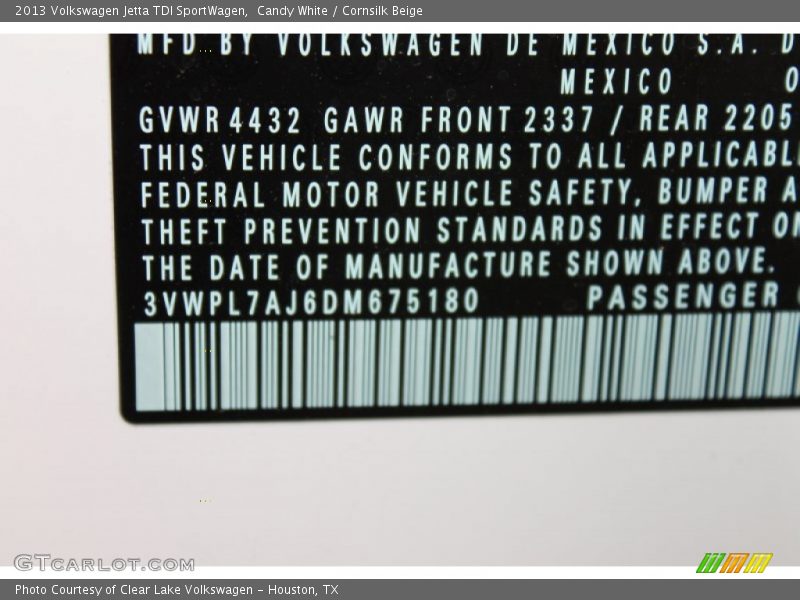 2013 Volkswagen Jetta TDI SportWagen,  Candy White / Cornsilk Beige
MFD BY VOLKSWAGEN DE MEXICO S.A. D
MEXICO
GVWR 4432 GAWR FRONT 2337 / REAR 2205
THIS VEHICLE CONFORMS TO ALL APPLICABL
FEDERAL MOTOR VEHICLE SAFETY, BUMPER A
THEFT PREVENTION STANDARDS IN EFFECT ON
THE DATE OF MANUFACTURE SHOWN ABOVE.
3VWPL7AJ6DM675180 PASSENGER
GTCARLOT.COM
Photo Courtesy of Clear Lake Volkswagen – Houston, TX